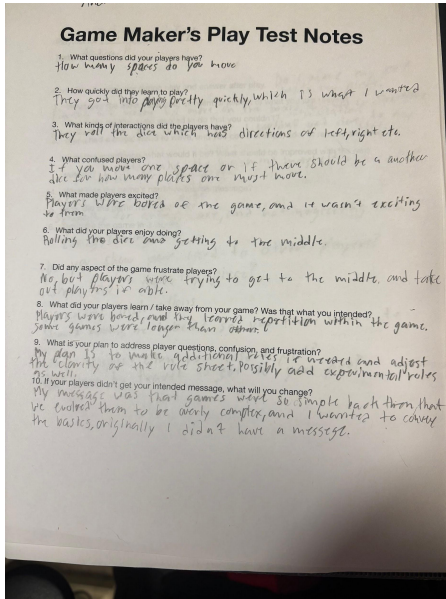 Game Maker's Play Test Notes
1. What questions did your players have?
How many spaces do you move
2. How quickly did they learn to play?
They got into playing pretty quickly, which is what I wanted
3. What kinds of interactions did the players have?
They roll the dice which has directions of left, right etc.
4. What confused players?
If you move one space or if there should be a another
dice for how many places one must move.
5. What made players excited?
Players were bored of the game, and it wasn't exciting
to them
6. What did your players enjoy doing?
Rolling the dice and getting to the middle.
7. Did any aspect of the game frustrate players?
No, but players were trying to get to the middle, and take
out players if able.
8. What did your players learn / take away from your game? Was that what you intended?
Players were bored, and they learned repetition within the game.
Some games were longer than others.
9. What is your plan to address player questions, confusion, and frustration?
My plan is to make additional rules if needed and adjust
the clarity of the rule sheet. Possibly add experimental rules
as well.
10. If your players didn't get your intended message, what will you change?
My message was that games were so simple back then, that
we evolved them to be overly complex, and I wanted to convey
the basics, originally I didn't have a message.